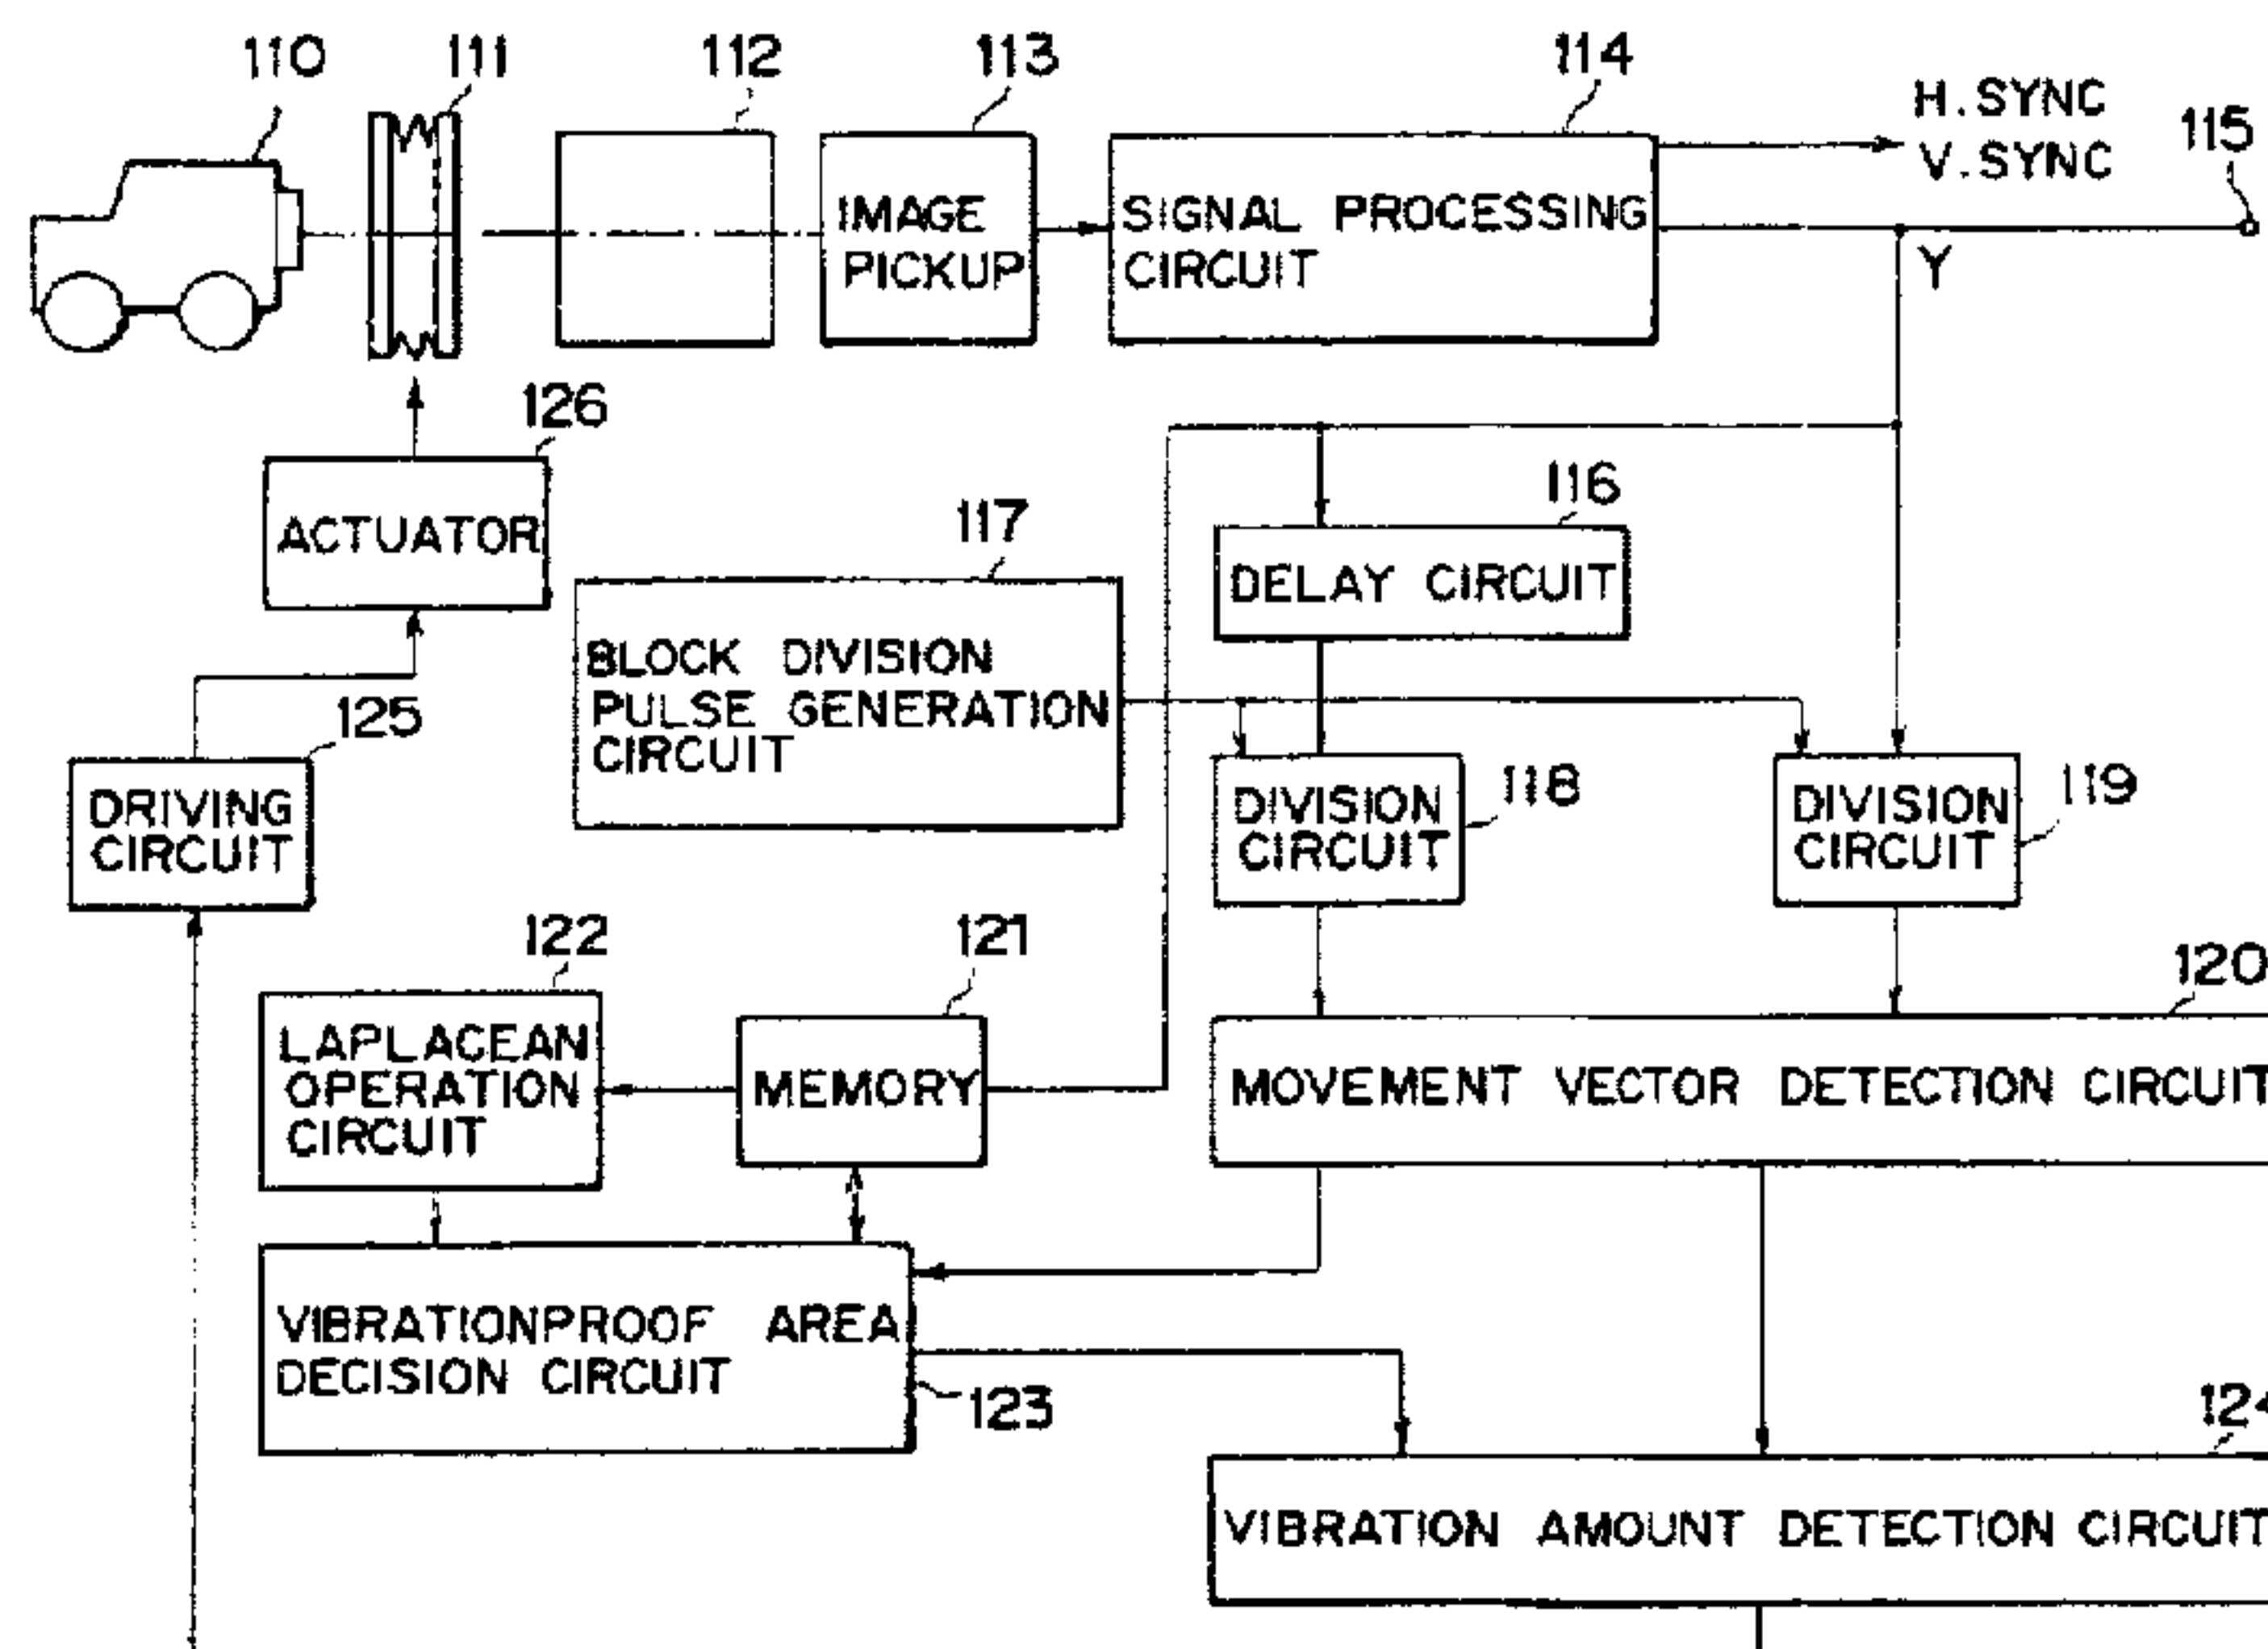 110
111
112
113
114
H.SYNC
V.SYNC
115
IMAGE
PICKUP
SIGNAL PROCESSING
CIRCUIT
Y
126
ACTUATOR
116
DELAY CIRCUIT
117
BLOCK DIVISION
PULSE GENERATION
CIRCUIT
125
DRIVING
CIRCUIT
DIVISION
CIRCUIT
118
DIVISION
CIRCUIT
119
122
121
120
LAPLACEAN
OPERATION
CIRCUIT
MEMORY
MOVEMENT VECTOR DETECTION CIRCUIT
VIBRATIONPROOF AREA
DECISION CIRCUIT
123
124
VIBRATION AMOUNT DETECTION CIRCUIT